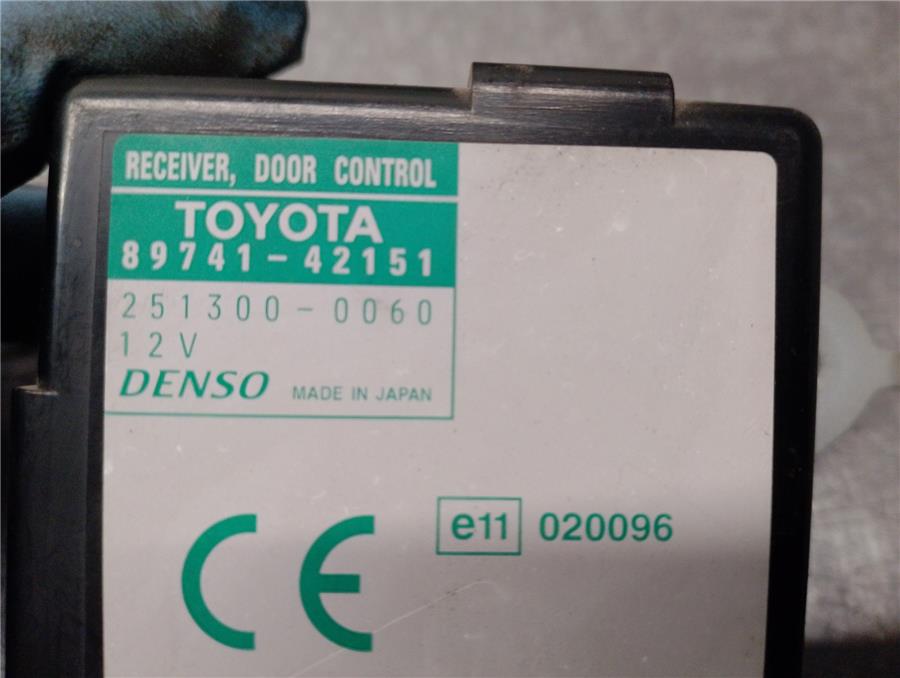 RECEIVER, DOOR CONTROL
TOYOTA
89741-42151
251300-0060
12V
DENSO MADE IN JAPAN
CE
e11 020096